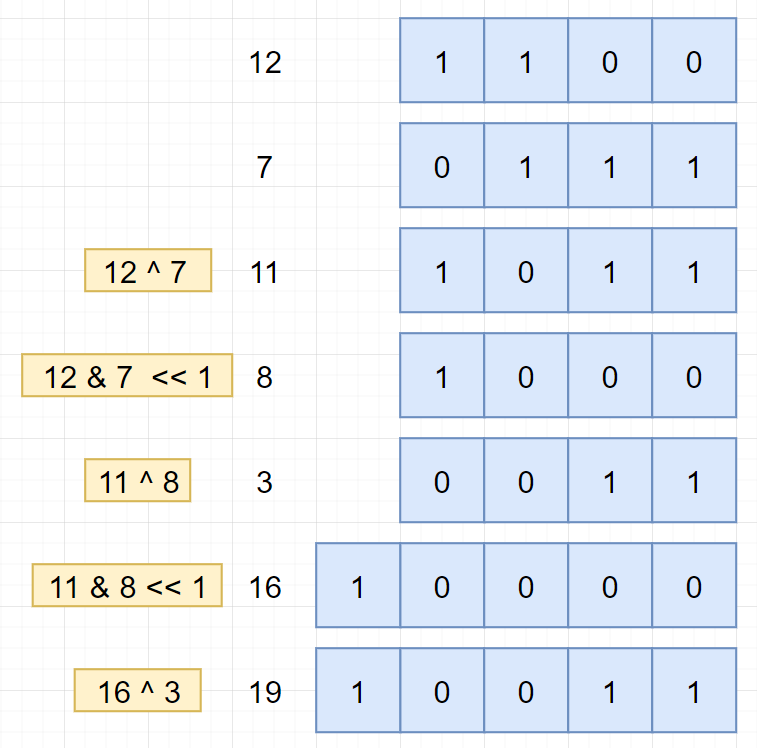 12 1 1 0 0
7 0 1 1 1
12 ^ 7 11 1 0 1 1
12 & 7 << 1 8 1 0 0 0
11 ^ 8 3 0 0 1 1
11 & 8 << 1 16 1 0 0 0 0
16 ^ 3 19 1 0 0 1 1